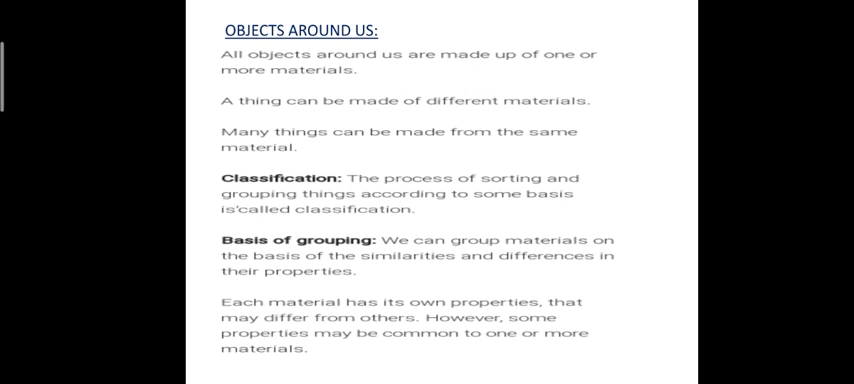 OBJECTS AROUND US:
All objects around us are made up of one or
more materials.
A thing can be made of different materials.
Many things can be made from the same
material.
Classification: The process of sorting and
grouping things according to some basis
is'called classification.
Basis of grouping: We can group materials on
the basis of the similarities and differences in
their properties.
Each material has its own properties, that
may differ from others. However, some
properties may be common to one or more
materials.